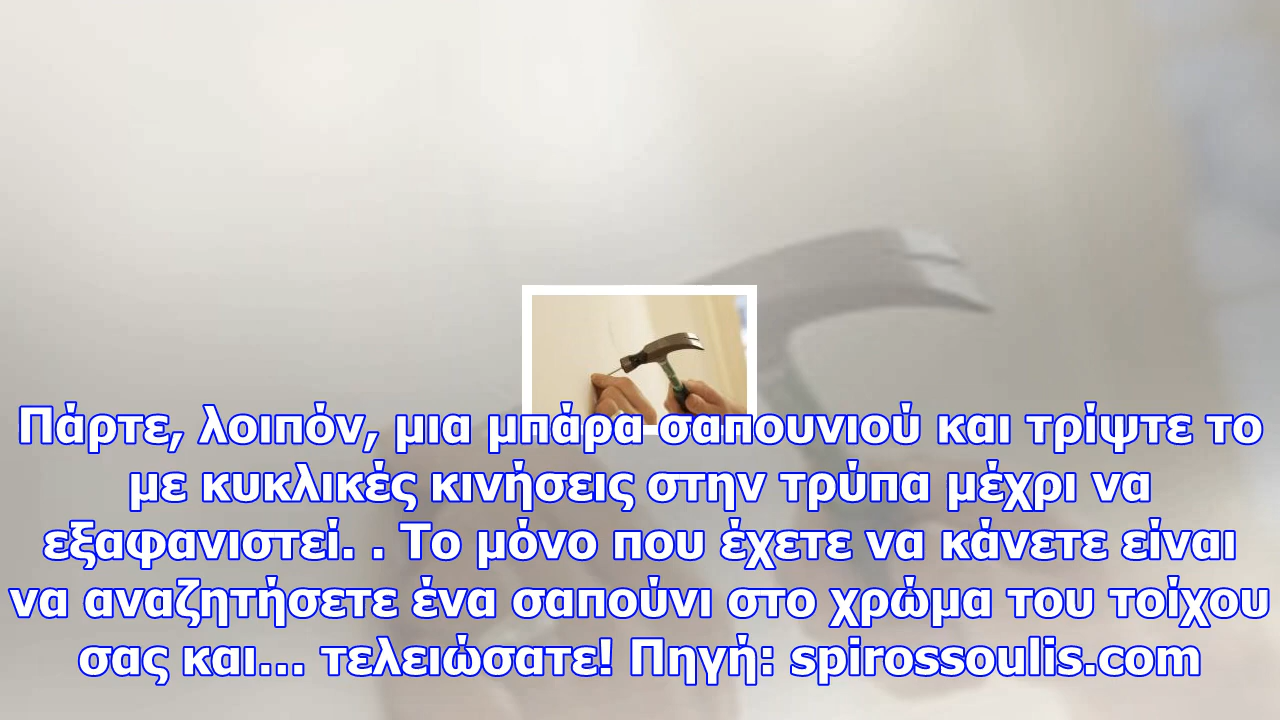 Πάρτε, λοιπόν, μια μπάρα σαπουνιού και τρίψτε το
με κυκλικές κινήσεις στην τρύπα μέχρι να
εξαφανιστεί. . Το μόνο που έχετε να κάνετε είναι
να αναζητήσετε ένα σαπούνι στο χρώμα του τοίχου
σας και... τελειώσατε! Πηγή: spirossoulis.com